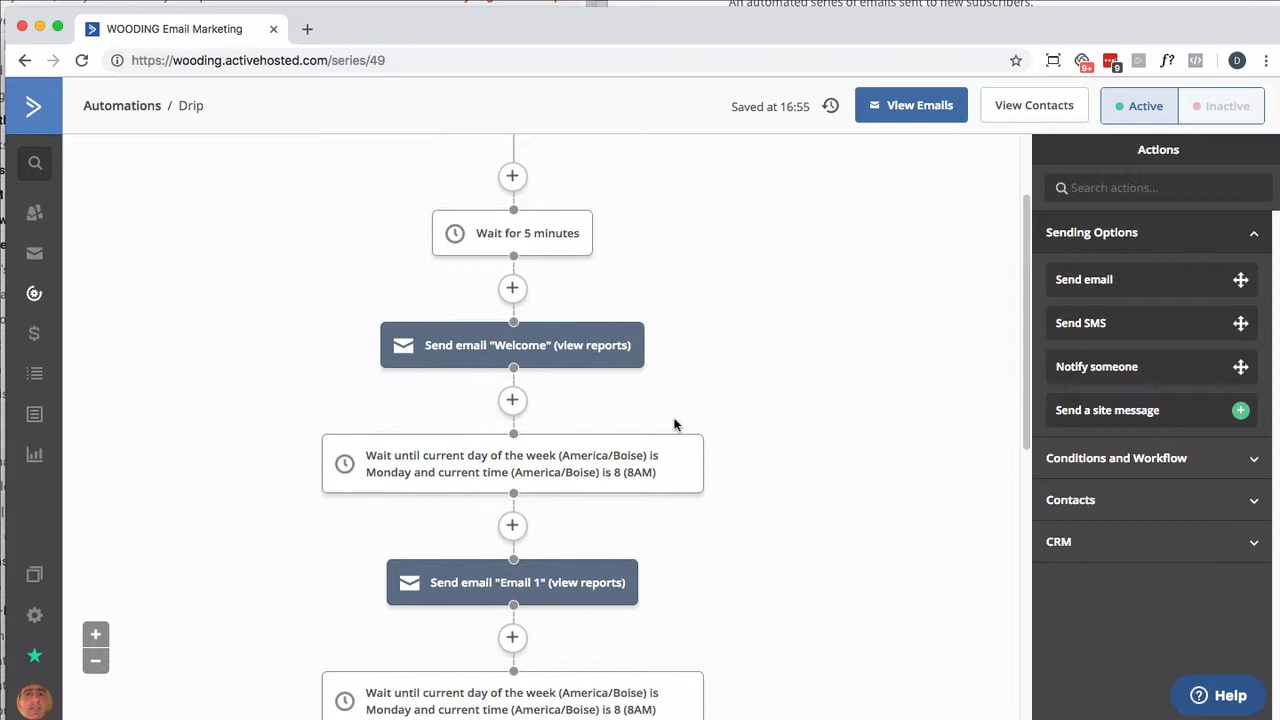 An automated series of emails sent to new subscribers.
WOODING Email Marketing
https://wooding.activehosted.com/series/49
9+
9
f?
D
Automations / Drip
Saved at 16:55
View Emails
View Contacts
Active
Inactive
Actions
Search actions...
Sending Options
Send email
Send SMS
Notify someone
Send a site message
Conditions and Workflow
Contacts
CRM
Wait for 5 minutes
Send email "Welcome" (view reports)
Wait until current day of the week (America/Boise) is
Monday and current time (America/Boise) is 8 (8AM)
Send email "Email 1" (view reports)
Wait until current day of the week (America/Boise) is
Monday and current time (America/Boise) is 8 (8AM)
Help